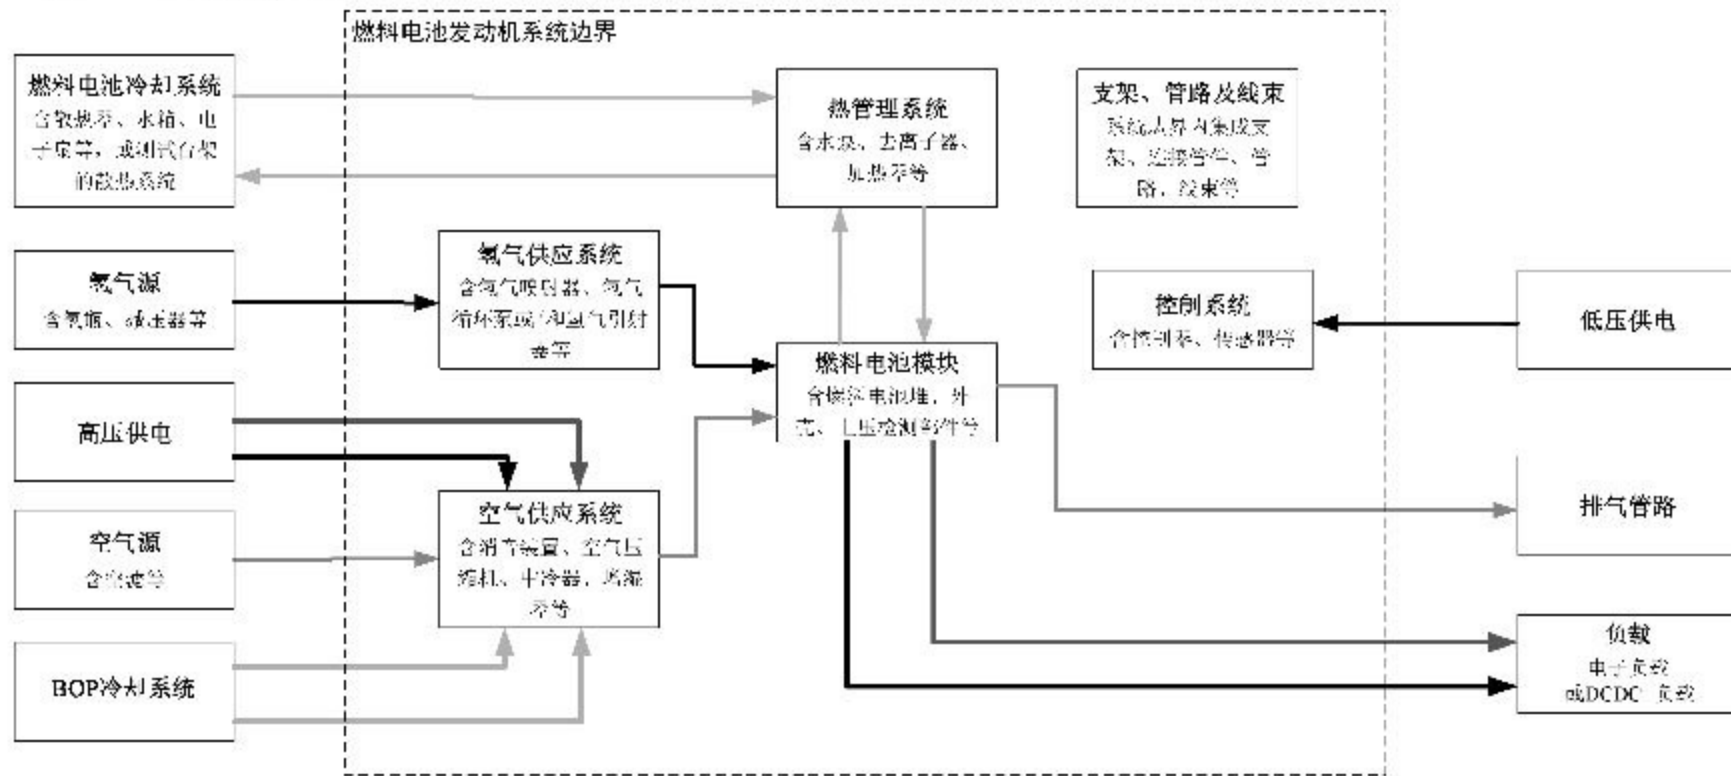 燃料电池发动机系统边界
燃料电池冷却系统
含散热器、水箱、电
子泵等，或测试台架
的散热系统
热管理系统
含水泵、去离子器、
加热器等
支架、管路及线束
系统边界内集成支
架、连接管件、管
路、线束等
氢气源
含氢瓶、减压器等
氢气供应系统
含氢气喷射器、氢气
循环泵或/和氢气引射
器等
控制系统
含控制器、传感器等
低压供电
燃料电池模块
含燃料电池堆、外
壳、电压检测部件等
高压供电
空气供应系统
含消音装置、空气压
缩机、中冷器、增湿
器等
空气源
含空滤等
排气管路
BOP冷却系统
负载
电子负载
或DCDC 负载